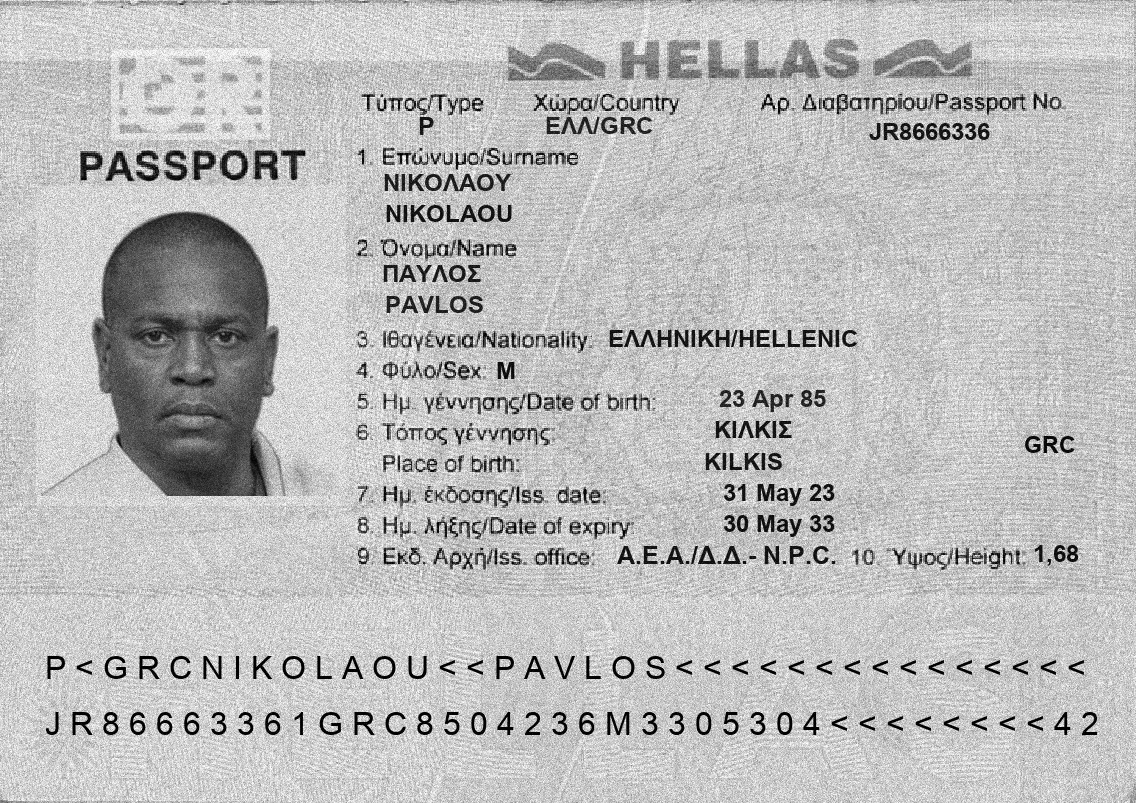 GR
HELLAS
PASSPORT
Τύπος/Type Χώρα/Country Αρ. Διαβατηρίου/Passport No.
P ΕΛΛ/GRC JR8666336
1. Επώνυμο/Surname
ΝΙΚΟΛΑΟΥ
NIKOLAOU
2. Όνομα/Name
ΠΑΥΛΟΣ
PAVLOS
3. Ιθαγένεια/Nationality: ΕΛΛΗΝΙΚΗ/HELLENIC
4. Φύλο/Sex: M
5. Ημ. γέννησης/Date of birth: 23 Apr 85
6. Τόπος γέννησης: ΚΙΛΚΙΣ
Place of birth: KILKIS GRC
7. Ημ. έκδοσης/Iss. date: 31 May 23
8. Ημ. λήξης/Date of expiry: 30 May 33
9 Εκδ. Αρχή/Iss. office: Α.Ε.Α./Δ.Δ.- N.P.C. 10. Ύψος/Height: 1,68
P<GRCNIKOLAOU<<PAVLOS<<<<<<<<<<<<<<<
JR86663361GRC8504236M3305304<<<<<<<<42